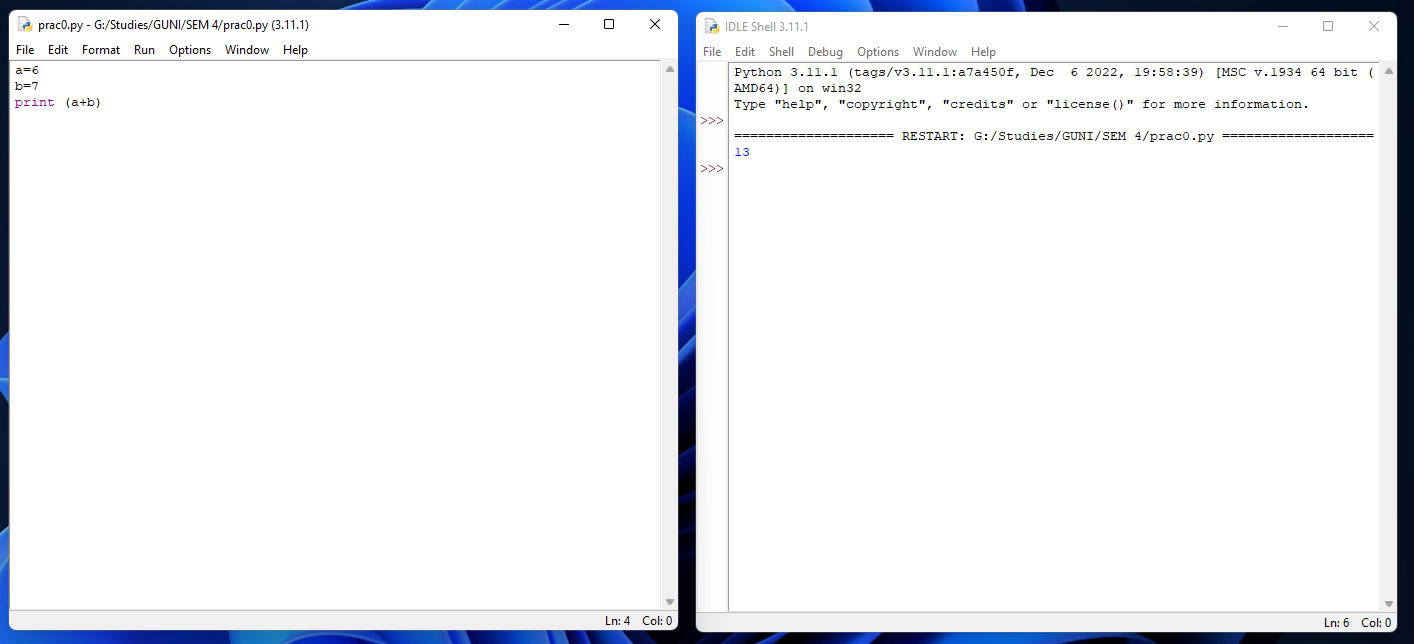 prac0.py - G:/Studies/GUNI/SEM 4/prac0.py (3.11.1)
File Edit Format Run Options Window Help
a=6
b=7
print (a+b)
Ln: 4 Col: 0
IDLE Shell 3.11.1
File Edit Shell Debug Options Window Help
Python 3.11.1 (tags/v3.11.1:a7a450f, Dec  6 2022, 19:58:39) [MSC v.1934 64 bit (
AMD64)] on win32
Type "help", "copyright", "credits" or "license()" for more information.
>>>
==================== RESTART: G:/Studies/GUNI/SEM 4/prac0.py ===================
13
>>>
Ln: 6 Col: 0